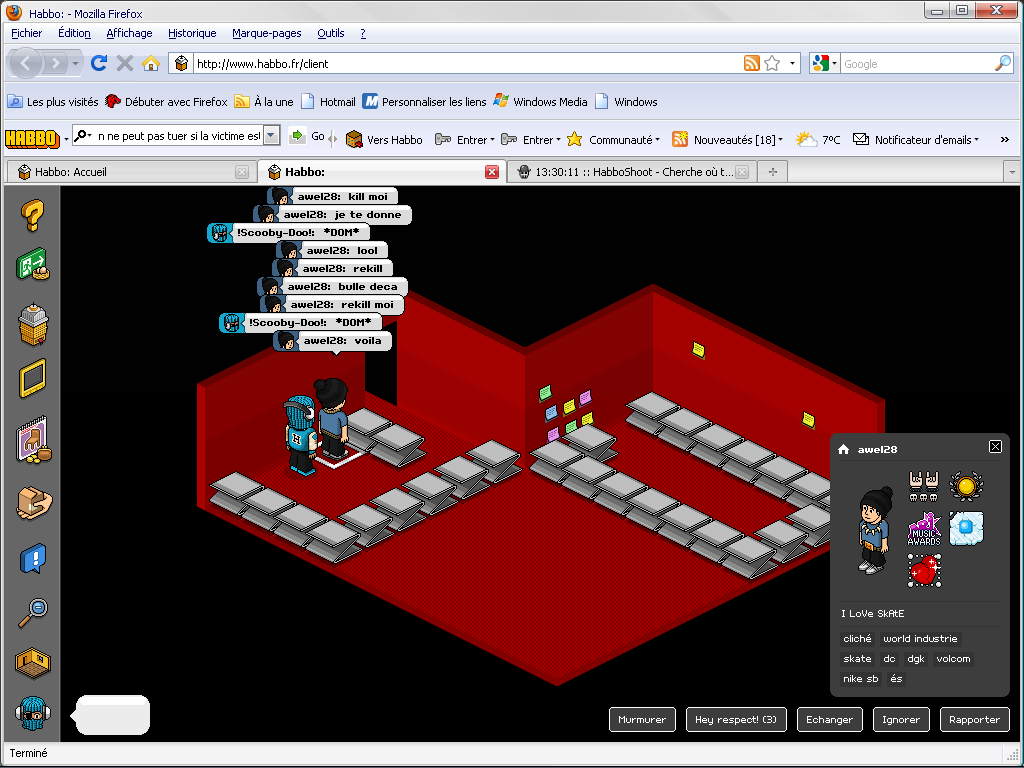 Habbo: - Mozilla Firefox
Fichier Édition Affichage Historique Marque-pages Outils ?
http://www.habbo.fr/client
Google
Les plus visités Débuter avec Firefox À la une Hotmail Personnaliser les liens Windows Media Windows
HABBO n ne peut pas tuer si la victime est Go Vers Habbo Entrer Entrer Communauté Nouveautés [18] 7°C Notificateur d'emails »
Habbo: Accueil
Habbo:
13:30:11 :: HabboShoot - Cherche où t...
awel28: kill moi
awel28: je te donne
!Scooby-Doo!: *DOM*
awel28: lool
awel28: rekill
awel28: bulle deca
awel28: rekill moi
!Scooby-Doo!: *DOM*
awel28: voila
awel28
MUSIC
AWARDS
I LoVe SkAtE
cliché world industrie
skate dc dgk volcom
nike sb és
Murmurer Hey respect! (3) Echanger Ignorer Rapporter
Terminé